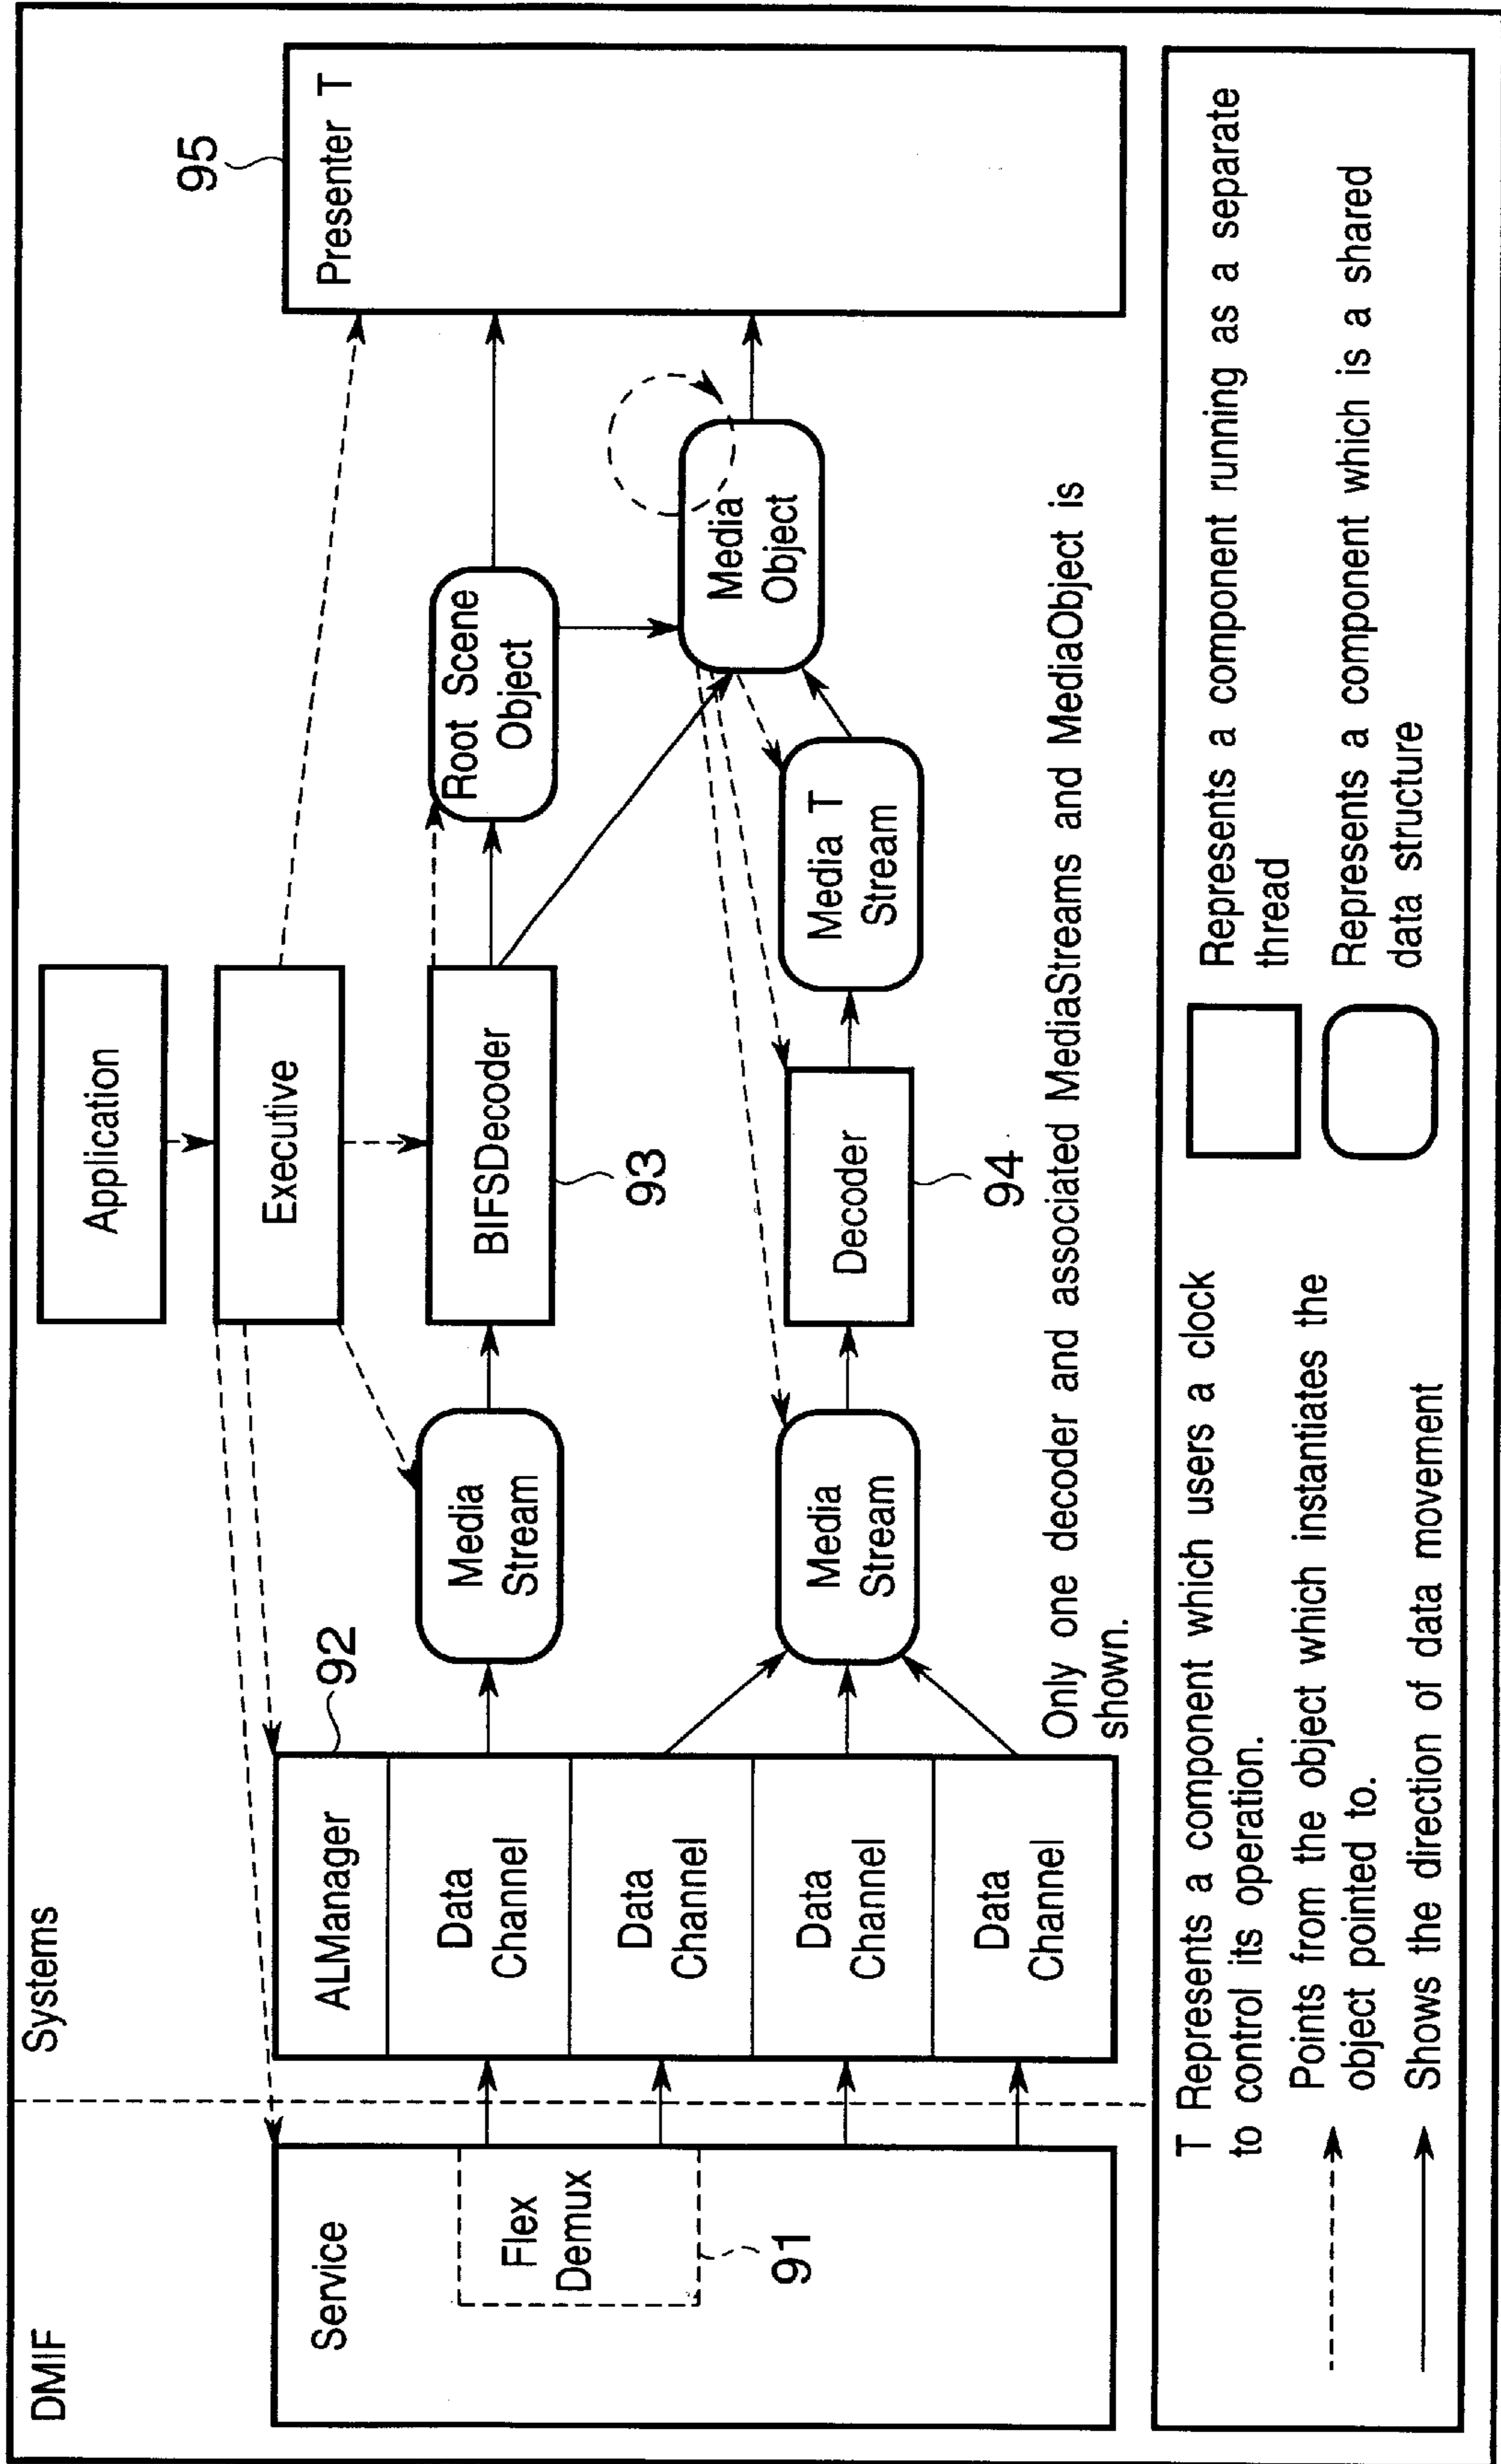 DMIF
Systems
Application
Executive
Service
Flex
Demux
91
ALManager
92
Data
Channel
Data
Channel
Data
Channel
Data
Channel
Media
Stream
BIFSDecoder
93
Root Scene
Object
Presenter T
95
Media
Stream
Decoder
94
Media T
Stream
Media
Object
Only one decoder and associated MediaStreams and MediaObject is
shown.
T Represents a component which users a clock
to control its operation.
Points from the object which instantiates the
object pointed to.
Shows the direction of data movement
Represents a component running as a separate
thread
Represents a component which is a shared
data structure